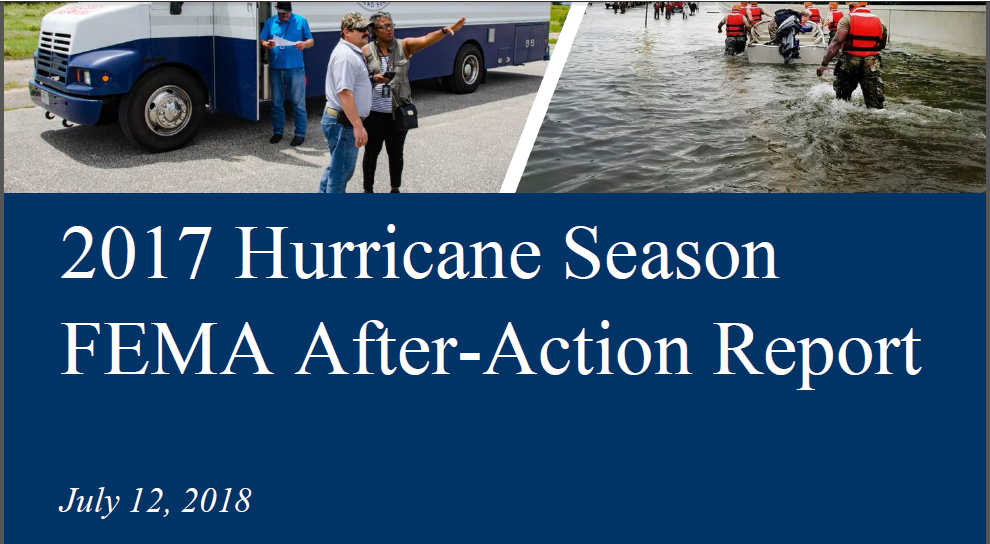 2017 Hurricane Season
FEMA After-Action Report
July 12, 2018